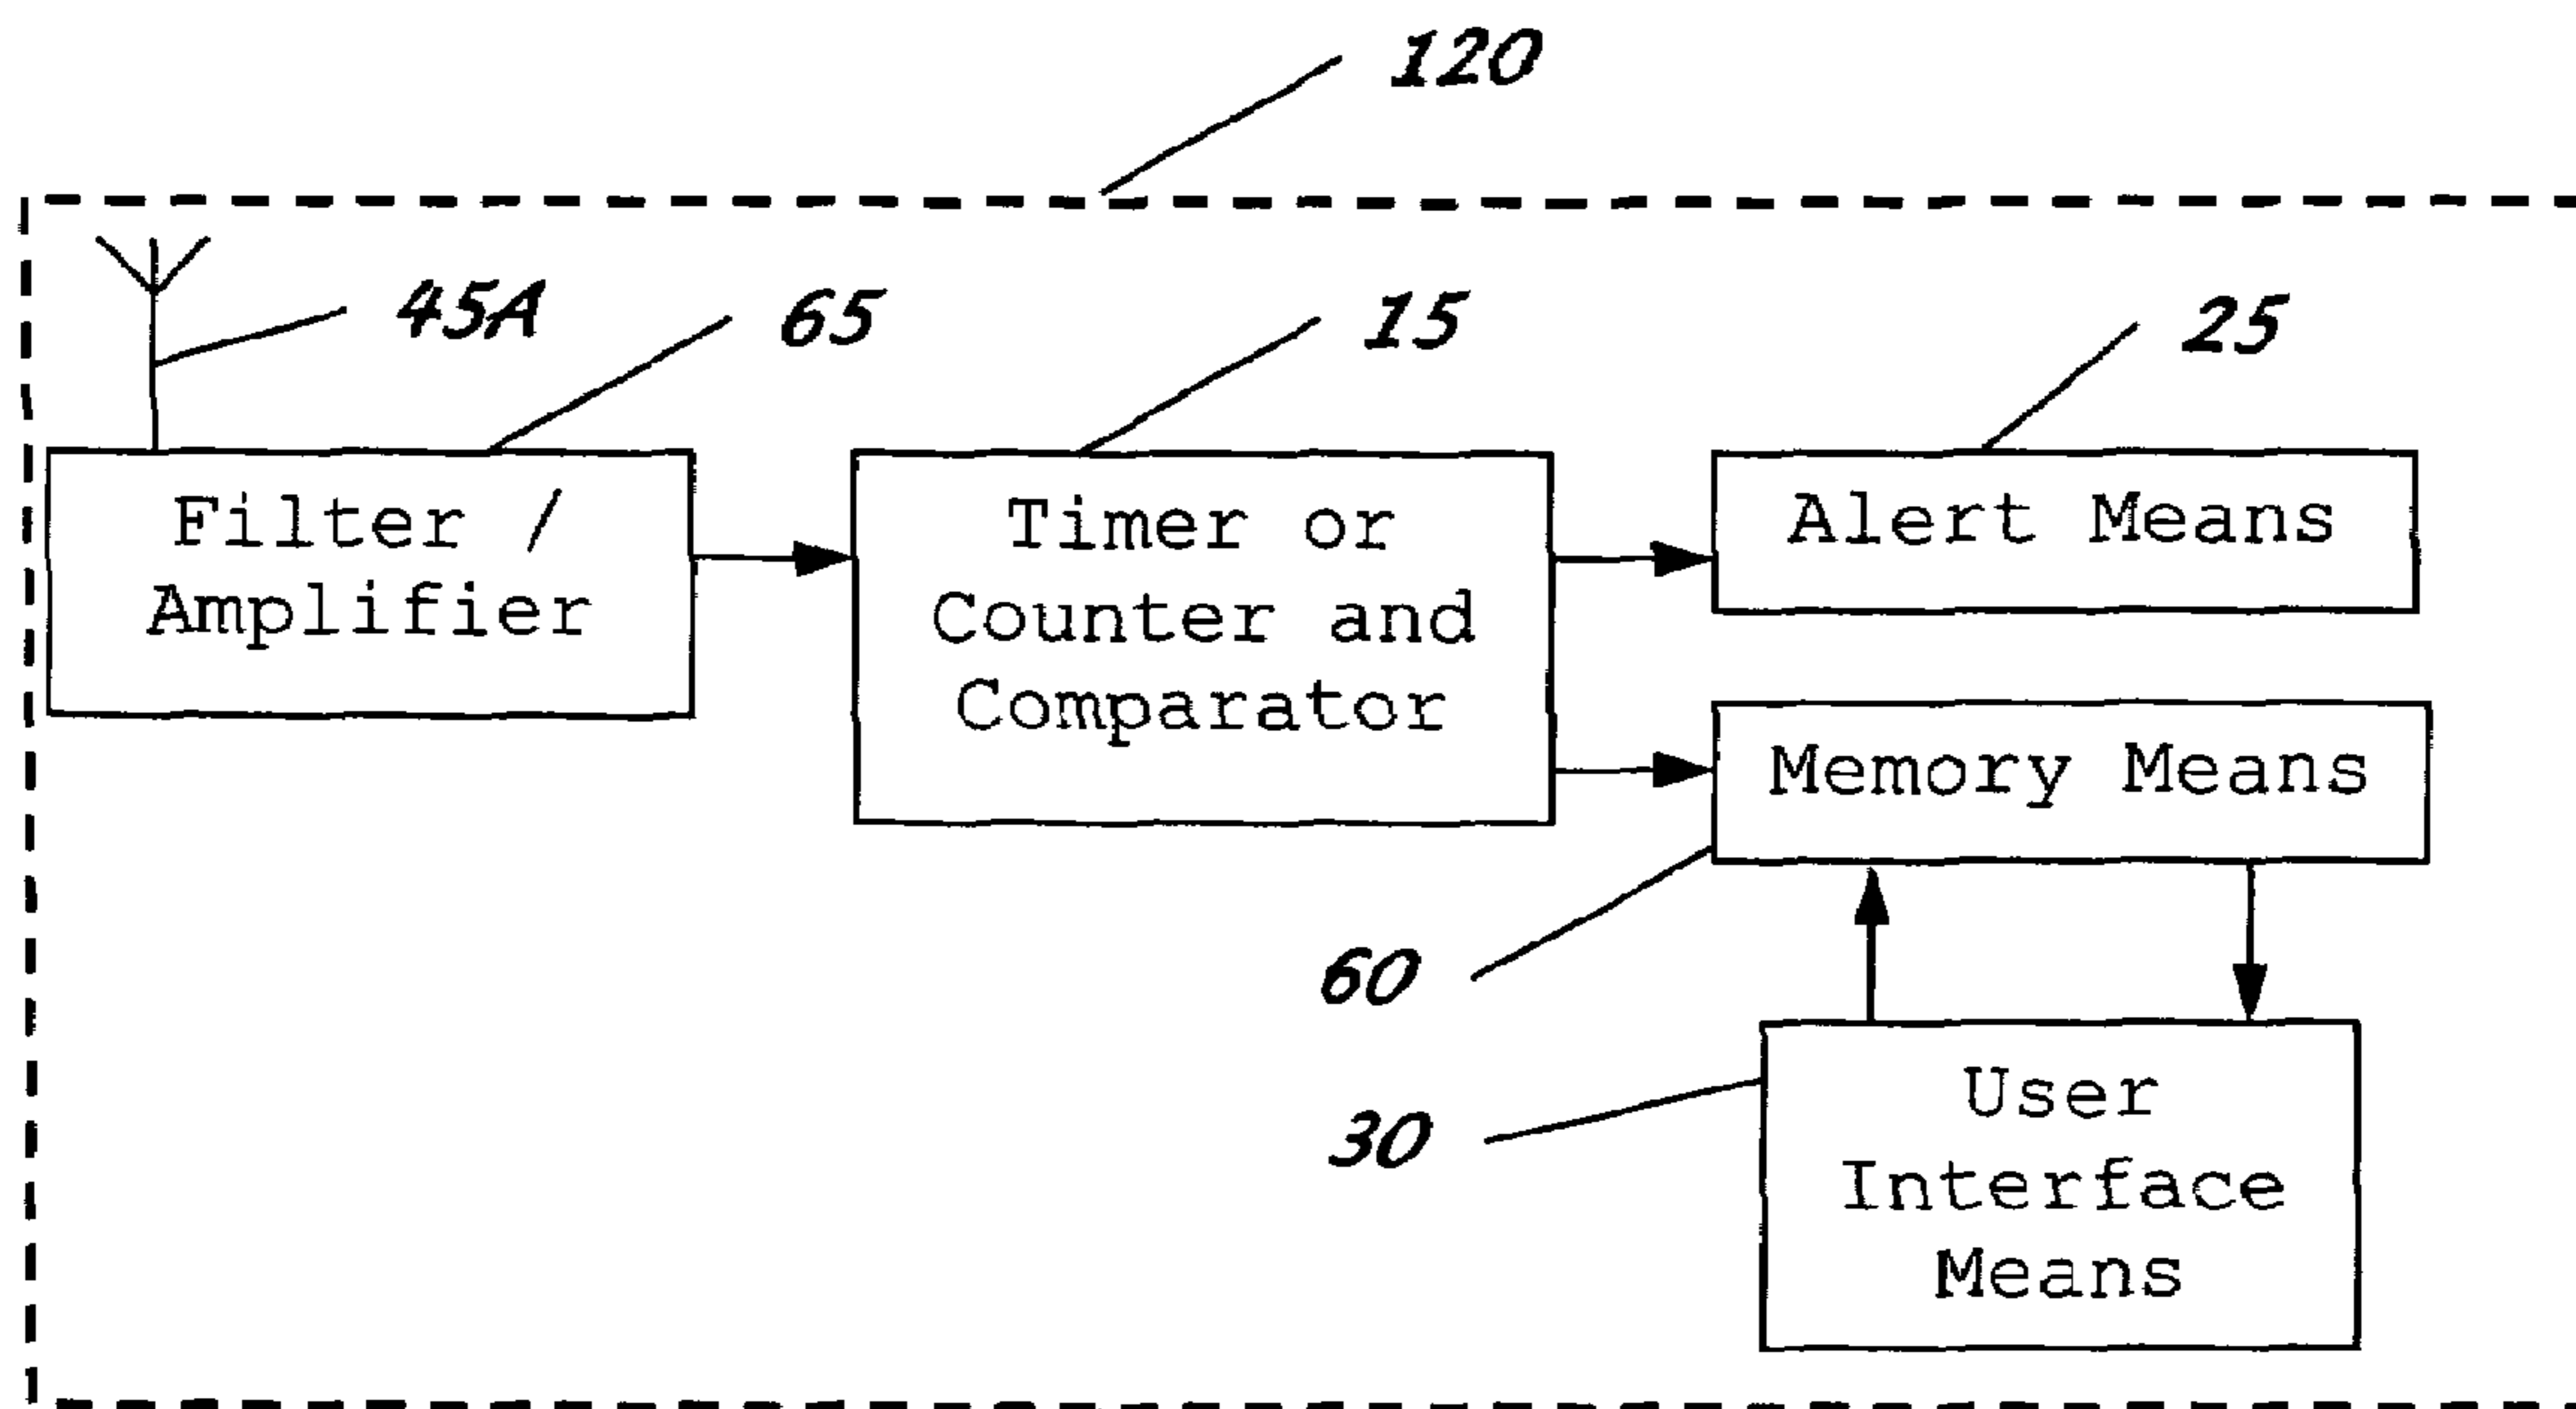 120
45A
65
15
25
Filter /
Amplifier
Timer or
Counter and
Comparator
Alert Means
Memory Means
60
30
User
Interface
Means